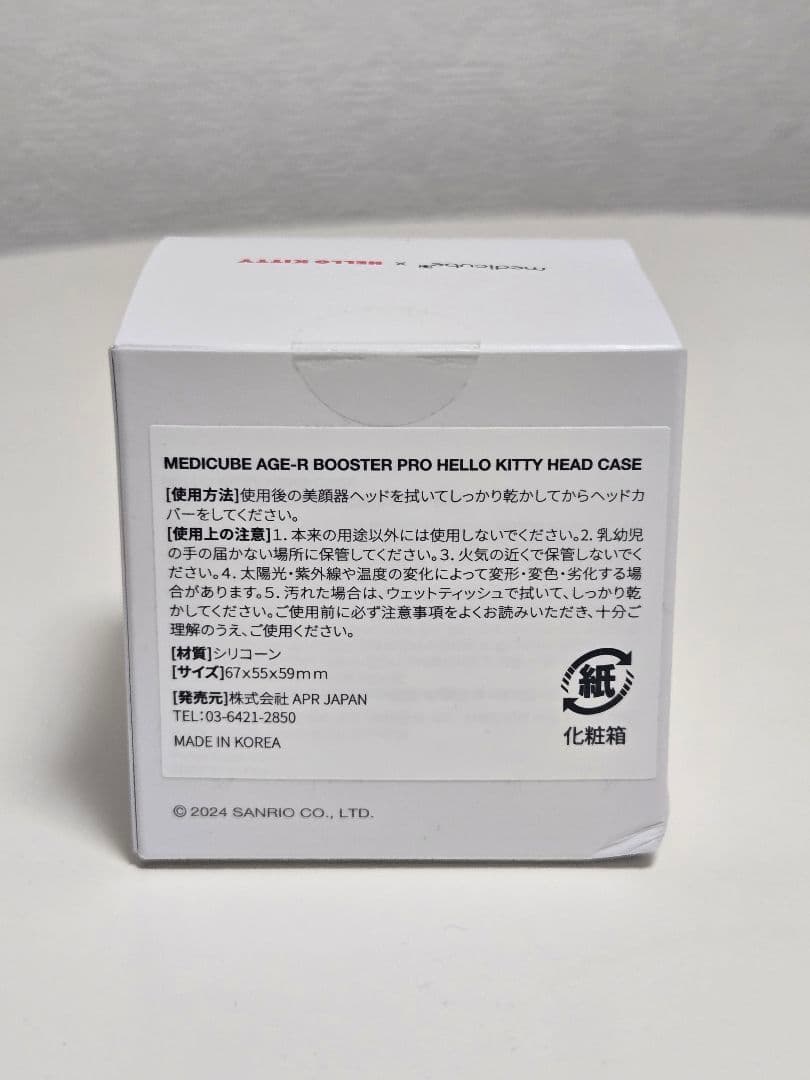 medicube x HELLO KITTY
MEDICUBE AGE-R BOOSTER PRO HELLO KITTY HEAD CASE
[使用方法]使用後の美顔器ヘッドを拭いてしっかり乾かしてからヘッドカ
バーをしてください。
[使用上の注意]1. 本来の用途以外には使用しないでください。2. 乳幼児
の手の届かない場所に保管してください。3. 火気の近くで保管しないでく
ださい。4. 太陽光・紫外線や温度の変化によって変形・変色・劣化する場
合があります。5. 汚れた場合は、ウェットティッシュで拭いて、しっかり乾
かしてください。ご使用前に必ず注意事項をよくお読みいただき、十分ご
理解のうえ、ご使用ください。
[材質]シリコーン
[サイズ]67x55x59mm
[発売元]株式会社 APR JAPAN
TEL:03-6421-2850
MADE IN KOREA
紙
化粧箱
© 2024 SANRIO CO., LTD.